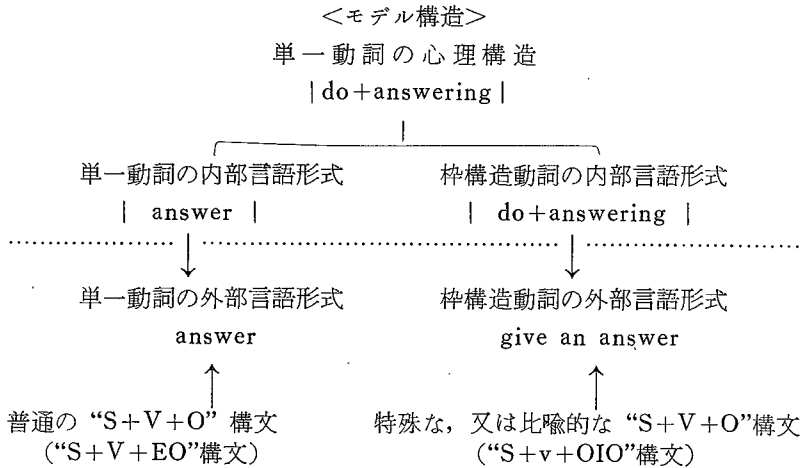 <モデル構造>
単一動詞の心理構造
|do+answering|
単一動詞の内部言語形式 枠構造動詞の内部言語形式
| answer | | do+answering |
単一動詞の外部言語形式 枠構造動詞の外部言語形式
answer give an answer
普通の “S+V+O” 構文 特殊な，又は比喩的な “S+V+O”構文
(“S+V+EO”構文) (“S+v+OIO”構文)